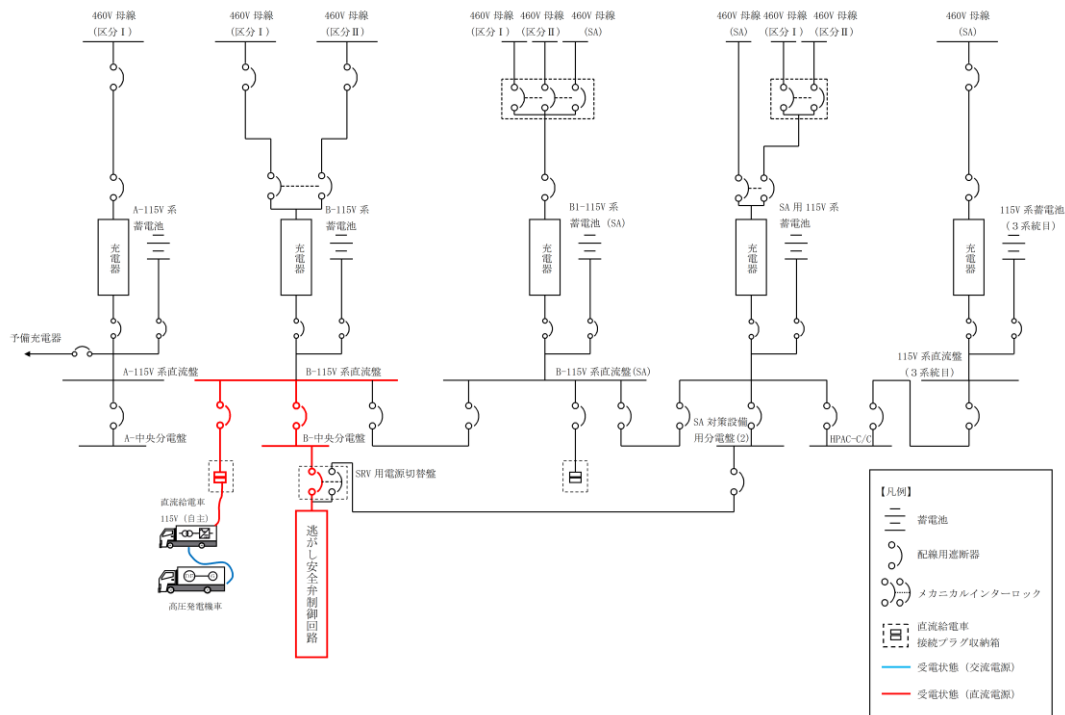 460V 母線
(区分Ⅰ)
460V 母線
(区分Ⅰ)
460V 母線
(区分Ⅱ)
460V 母線
(区分Ⅰ)
460V 母線
(区分Ⅱ)
460V 母線
(SA)
460V 母線
(SA)
460V 母線
(区分Ⅰ)
460V 母線
(区分Ⅱ)
460V 母線
(SA)
A-115V 系
蓄電池
充電器
B-115V 系
蓄電池
充電器
B1-115V 系
蓄電池 (SA)
充電器
SA 用 115V 系
蓄電池
充電器
115V 系蓄電池
(3系統目)
充電器
予備充電器
A-115V 系直流盤
B-115V 系直流盤
B-115V 系直流盤(SA)
115V 系直流盤
(3系統目)
A-中央分電盤
B-中央分電盤
SA 対策設備
用分電盤(2)
HPAC-C/C
SRV 用電源切替盤
直流給電車
115V (自主)
高圧発電機車
逃がし安全弁制御回路
【凡例】
蓄電池
配線用遮断器
メカニカルインターロック
直流給電車
接続プラグ収納箱
受電状態 (交流電源)
受電状態 (直流電源)